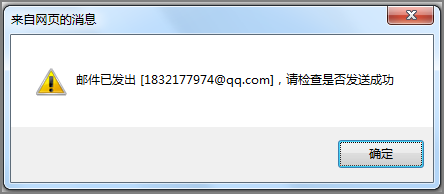 来自网页的消息
邮件已发出 [1832177974@qq.com]，请检查是否发送成功
确定